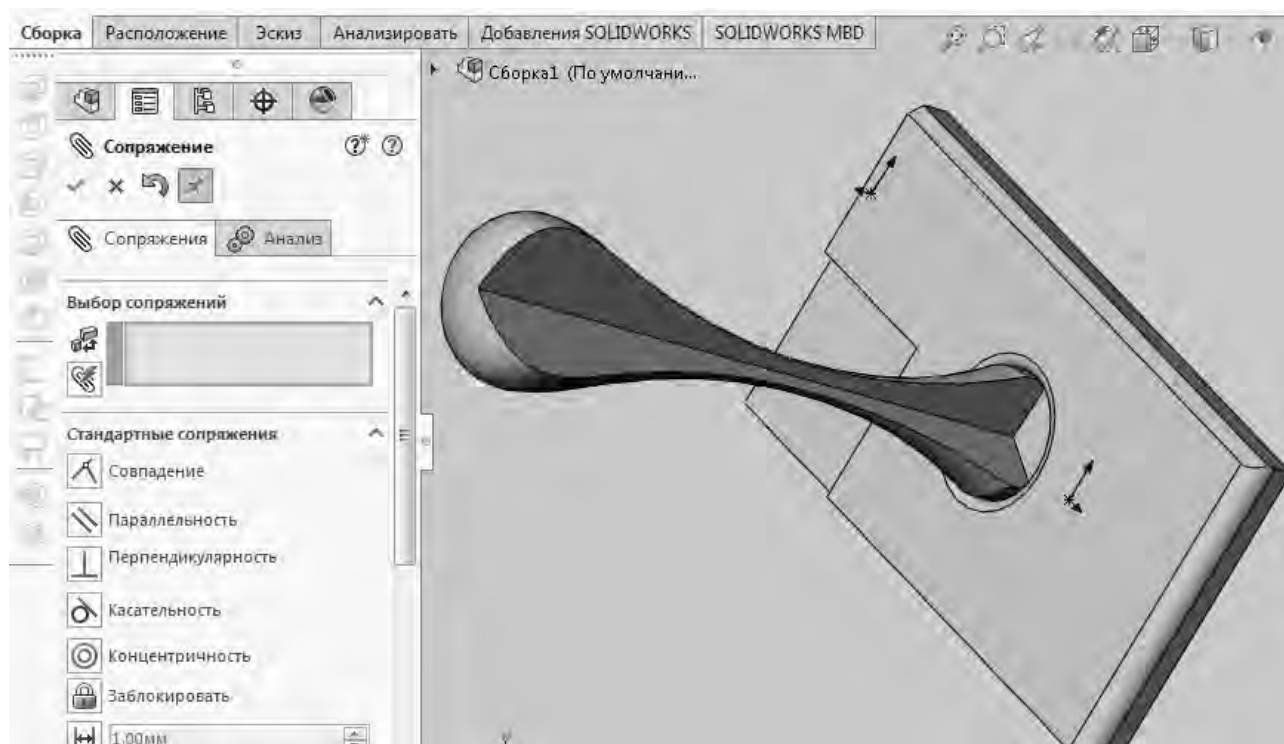 Сборка Расположение Эскиз Анализировать Добавления SOLIDWORKS SOLIDWORKS MBD
Сборка1 (По умолчани...
Сопряжение
Сопряжения Анализ
Выбор сопряжений
Стандартные сопряжения
Совпадение
Параллельность
Перпендикулярность
Касательность
Концентричность
Заблокировать
1.00мм